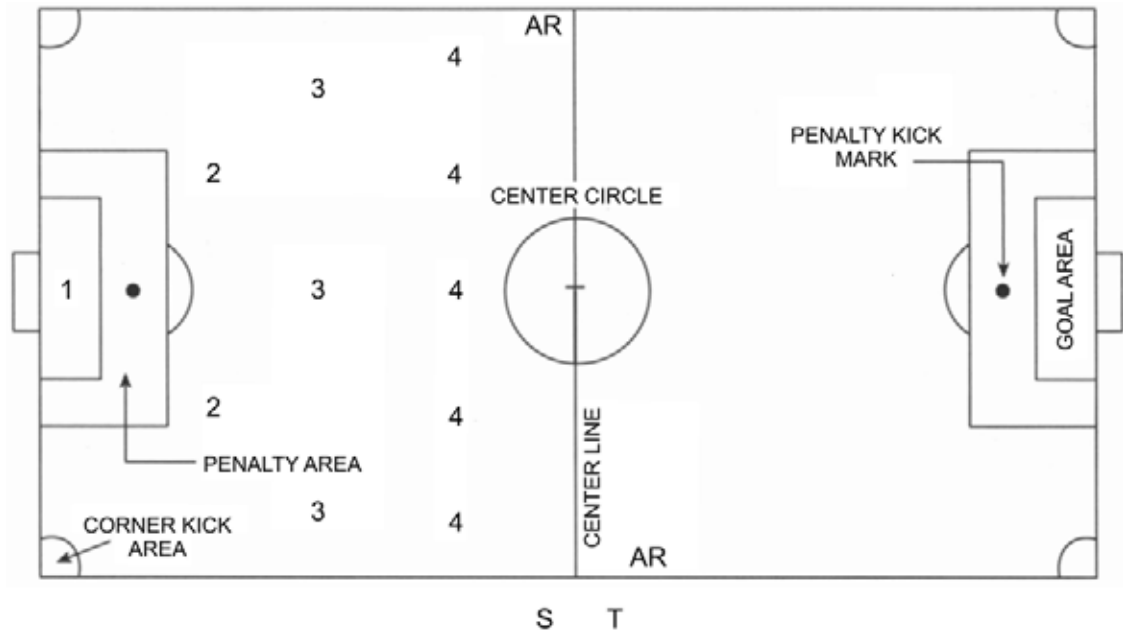 AR
4
3
PENALTY KICK
MARK
2
4
CENTER CIRCLE
1
3
4
GOAL AREA
2
4
CENTER LINE
PENALTY AREA
3
4
CORNER KICK
AREA
AR
S T